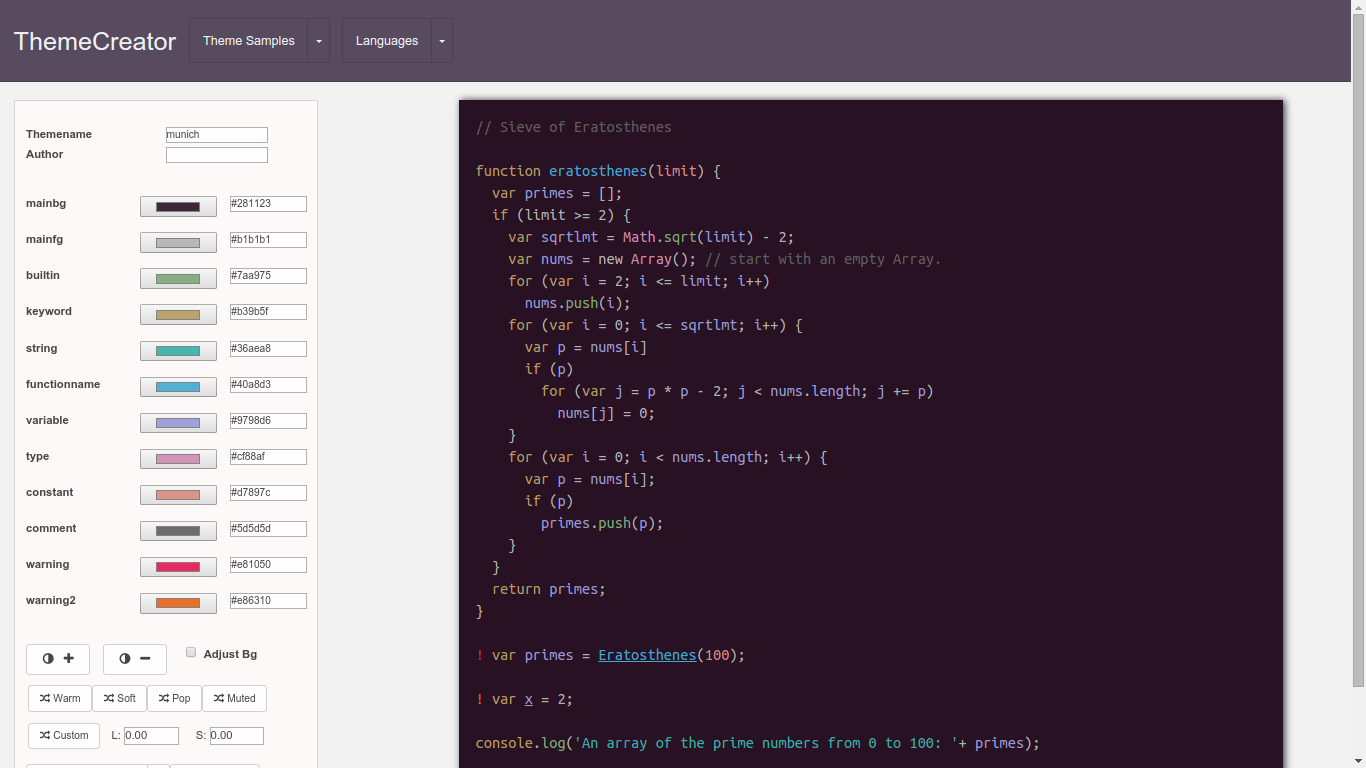 ThemeCreator Theme Samples Languages
Themename munich
Author
mainbg #281123
mainfg #b1b1b1
builtin #7aa975
keyword #b39b5f
string #36aea8
functionname #40a8d3
variable #9798d6
type #cf88af
constant #d7897c
comment #5d5d5d
warning #e81050
warning2 #e86310
Adjust Bg
Warm Soft Pop Muted
Custom L: 0.00 S: 0.00
// Sieve of Eratosthenes
function eratosthenes(limit) {
var primes = [];
if (limit >= 2) {
var sqrtlmt = Math.sqrt(limit) - 2;
var nums = new Array(); // start with an empty Array.
for (var i = 2; i <= limit; i++)
nums.push(i);
for (var i = 0; i <= sqrtlmt; i++) {
var p = nums[i]
if (p)
for (var j = p * p - 2; j < nums.length; j += p)
nums[j] = 0;
}
for (var i = 0; i < nums.length; i++) {
var p = nums[i];
if (p)
primes.push(p);
}
}
return primes;
}
! var primes = Eratosthenes(100);
! var x = 2;
console.log('An array of the prime numbers from 0 to 100: '+ primes);